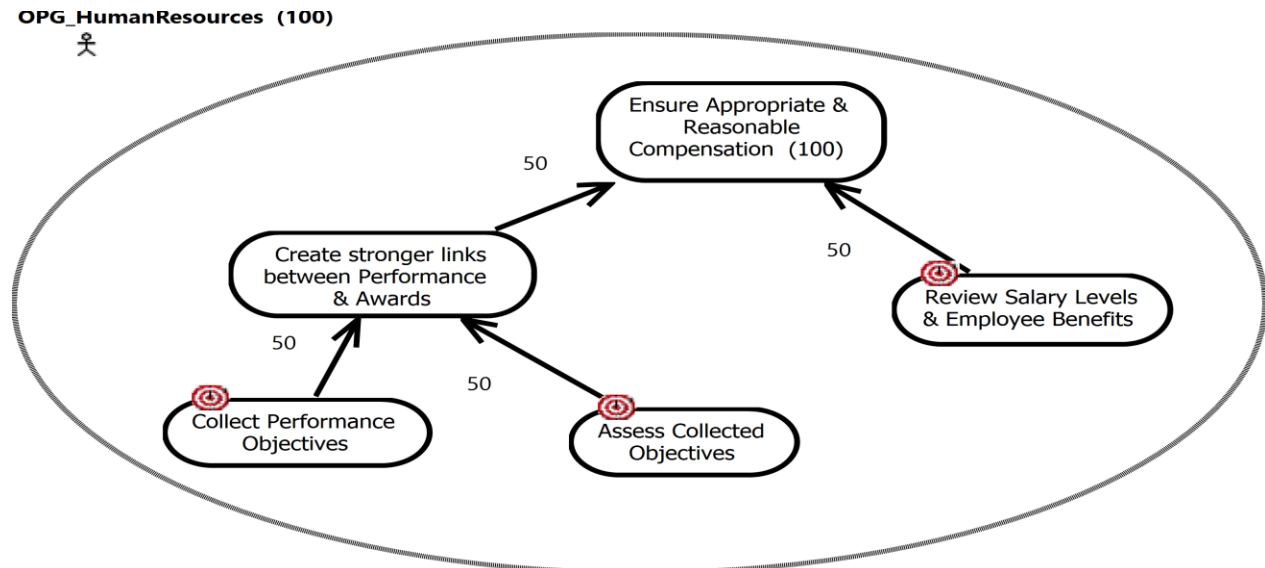 OPG_HumanResources (100)
Ensure Appropriate &
Reasonable
Compensation (100)
50
50
Create stronger links
between Performance
& Awards
Review Salary Levels
& Employee Benefits
50
50
Collect Performance
Objectives
Assess Collected
Objectives